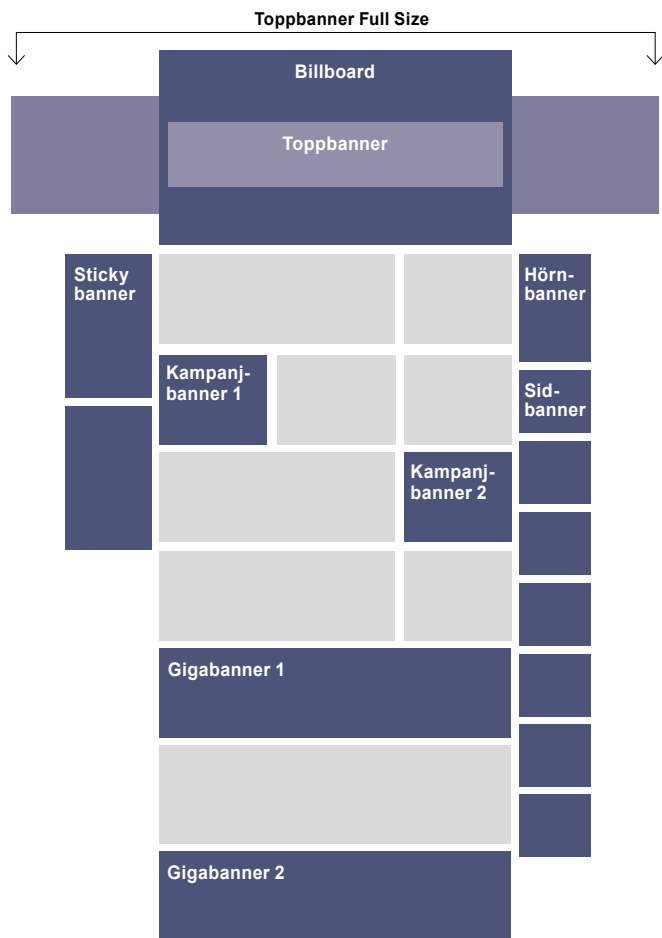 Toppbanner Full Size
Billboard
Toppbanner
Sticky
banner
Hörn-
banner
Kampanj-
banner 1
Sid-
banner
Kampanj-
banner 2
Gigabanner 1
Gigabanner 2